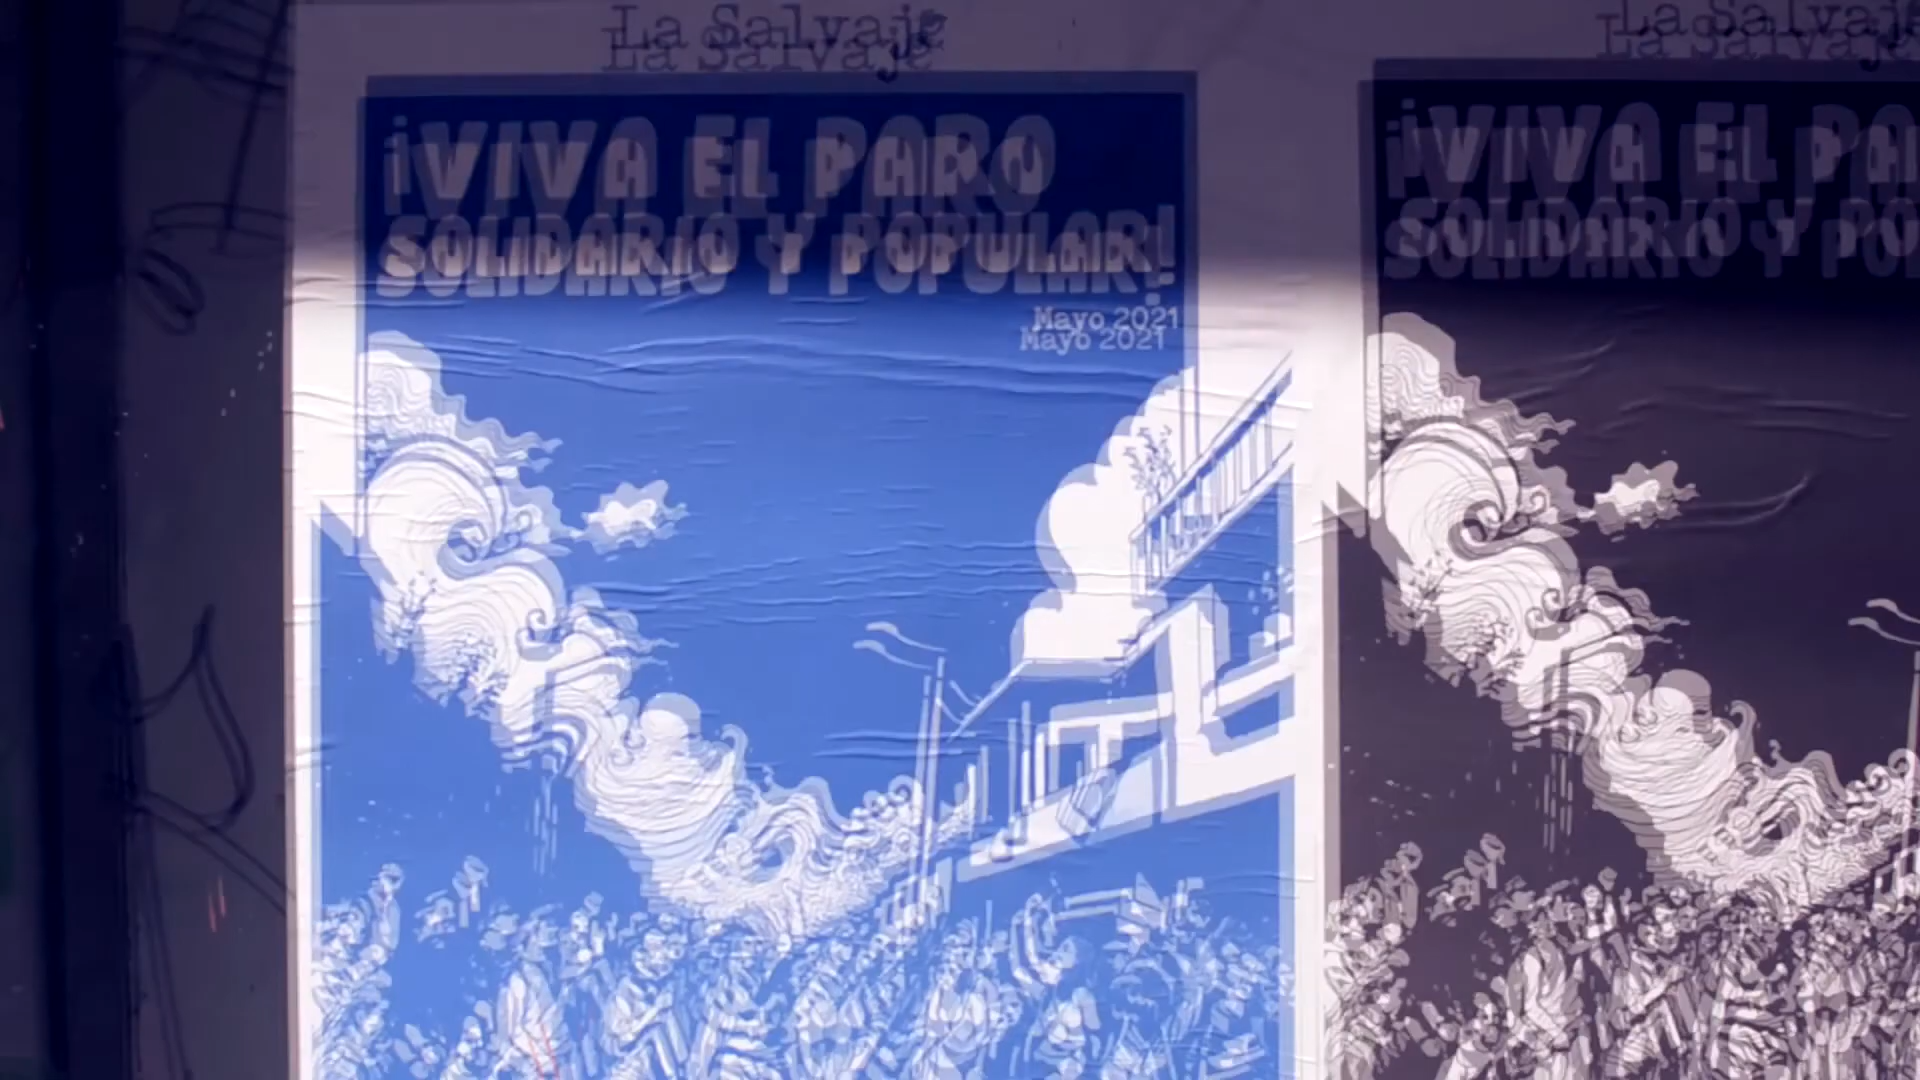 La Salvaje
¡VIVA EL PARO
SOLIDARIO Y POPULAR!
Mayo 2021
La Salvaje
¡VIVA EL PA
SOLIDARIO Y PO